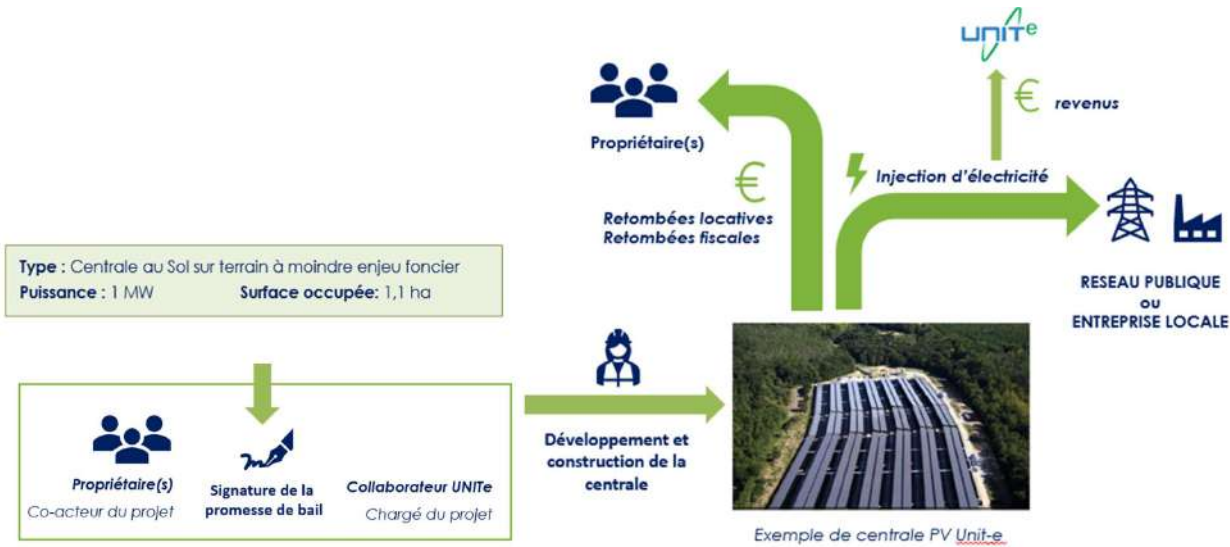 UNITe
€ revenus
Propriétaire(s)
Injection d'électricité
€
Retombées locatives
Retombées fiscales
Type : Centrale au Sol sur terrain à moindre enjeu foncier
Puissance : 1 MW Surface occupée: 1,1 ha
RESEAU PUBLIQUE
ou
ENTREPRISE LOCALE
Propriétaire(s)
Co-acteur du projet
Signature de la
promesse de bail
Collaborateur UNITe
Chargé du projet
Développement et
construction de la
centrale
Exemple de centrale PV Unit-e